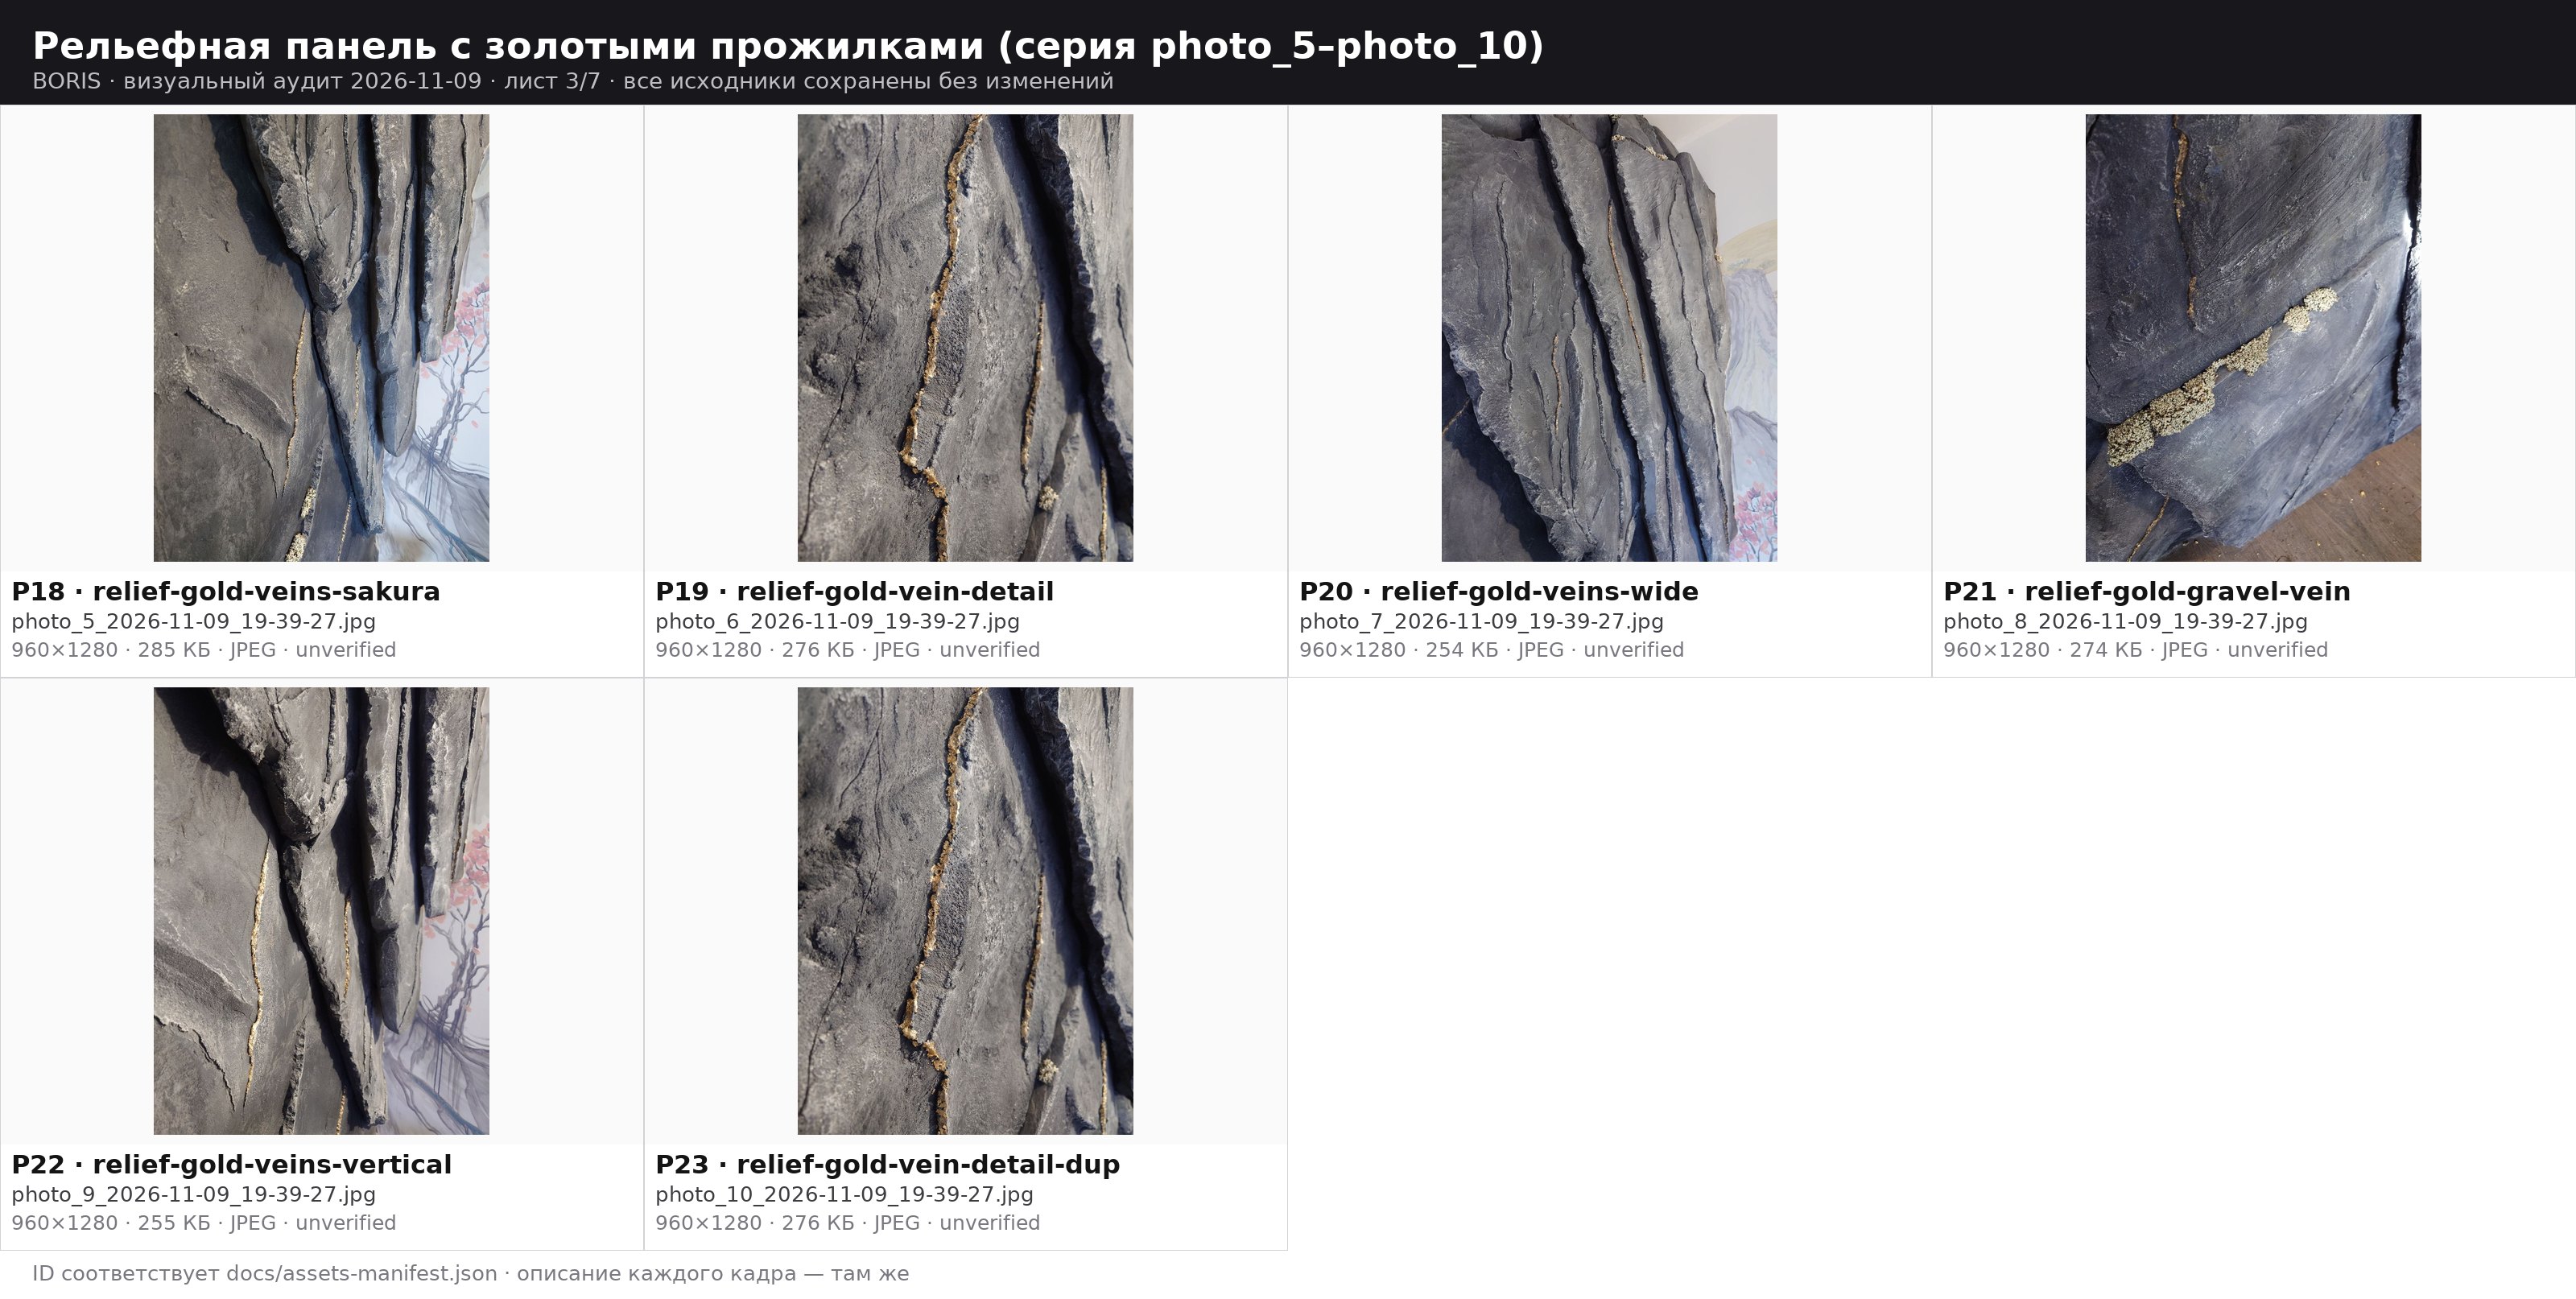 Рельефная панель с золотыми прожилками (серия photo_5–photo_10)
BORIS · визуальный аудит 2026-11-09 · лист 3/7 · все исходники сохранены без изменений
P18 · relief-gold-veins-sakura
photo_5_2026-11-09_19-39-27.jpg
960×1280 · 285 КБ · JPEG · unverified
P19 · relief-gold-vein-detail
photo_6_2026-11-09_19-39-27.jpg
960×1280 · 276 КБ · JPEG · unverified
P20 · relief-gold-veins-wide
photo_7_2026-11-09_19-39-27.jpg
960×1280 · 254 КБ · JPEG · unverified
P21 · relief-gold-gravel-vein
photo_8_2026-11-09_19-39-27.jpg
960×1280 · 274 КБ · JPEG · unverified
P22 · relief-gold-veins-vertical
photo_9_2026-11-09_19-39-27.jpg
960×1280 · 255 КБ · JPEG · unverified
P23 · relief-gold-vein-detail-dup
photo_10_2026-11-09_19-39-27.jpg
960×1280 · 276 КБ · JPEG · unverified
ID соответствует docs/assets-manifest.json · описание каждого кадра — там же